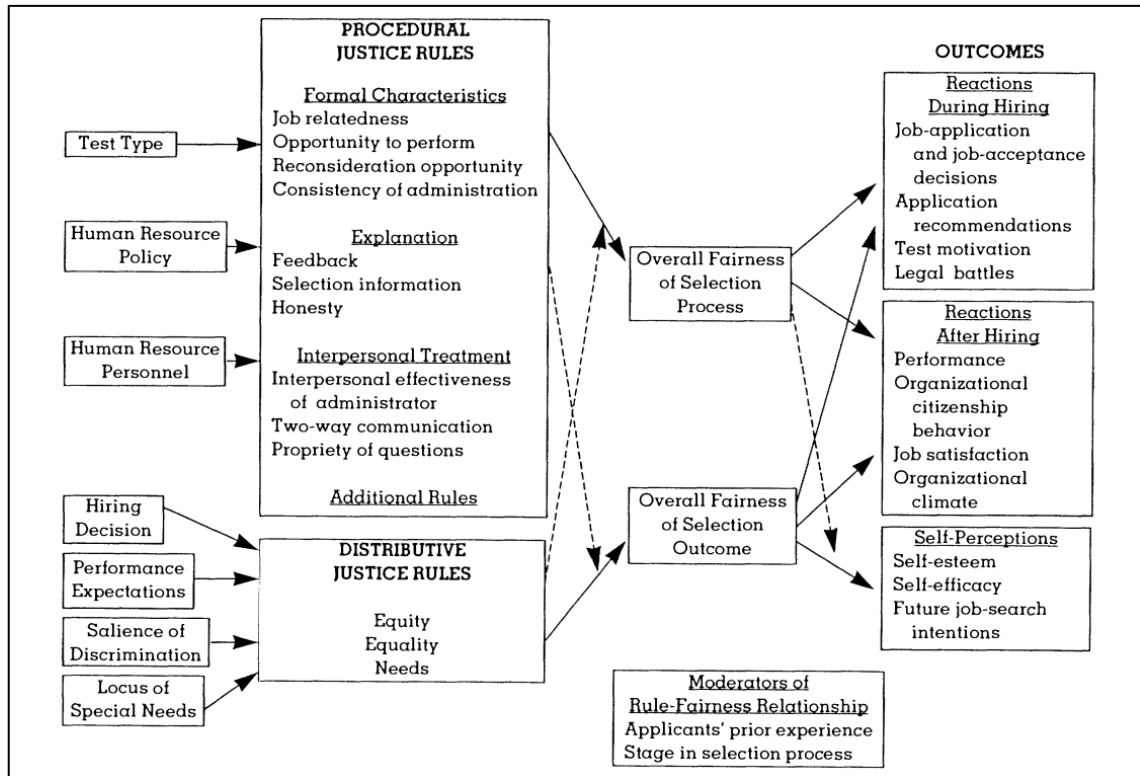 PROCEDURAL
JUSTICE RULES
Formal Characteristics
Job relatedness
Opportunity to perform
Reconsideration opportunity
Consistency of administration
Explanation
Feedback
Selection information
Honesty
Interpersonal Treatment
Interpersonal effectiveness
of administrator
Two-way communication
Propriety of questions
Additional Rules
Test Type
Human Resource
Policy
Human Resource
Personnel
Hiring
Decision
Performance
Expectations
Salience of
Discrimination
Locus of
Special Needs
DISTRIBUTIVE
JUSTICE RULES
Equity
Equality
Needs
Overall Fairness
of Selection
Process
Overall Fairness
of Selection
Outcome
OUTCOMES
Reactions
During Hiring
Job-application
and job-acceptance
decisions
Application
recommendations
Test motivation
Legal battles
Reactions
After Hiring
Performance
Organizational
citizenship
behavior
Job satisfaction
Organizational
climate
Self-Perceptions
Self-esteem
Self-efficacy
Future job-search
intentions
Moderators of
Rule-Fairness Relationship
Applicants' prior experience
Stage in selection process